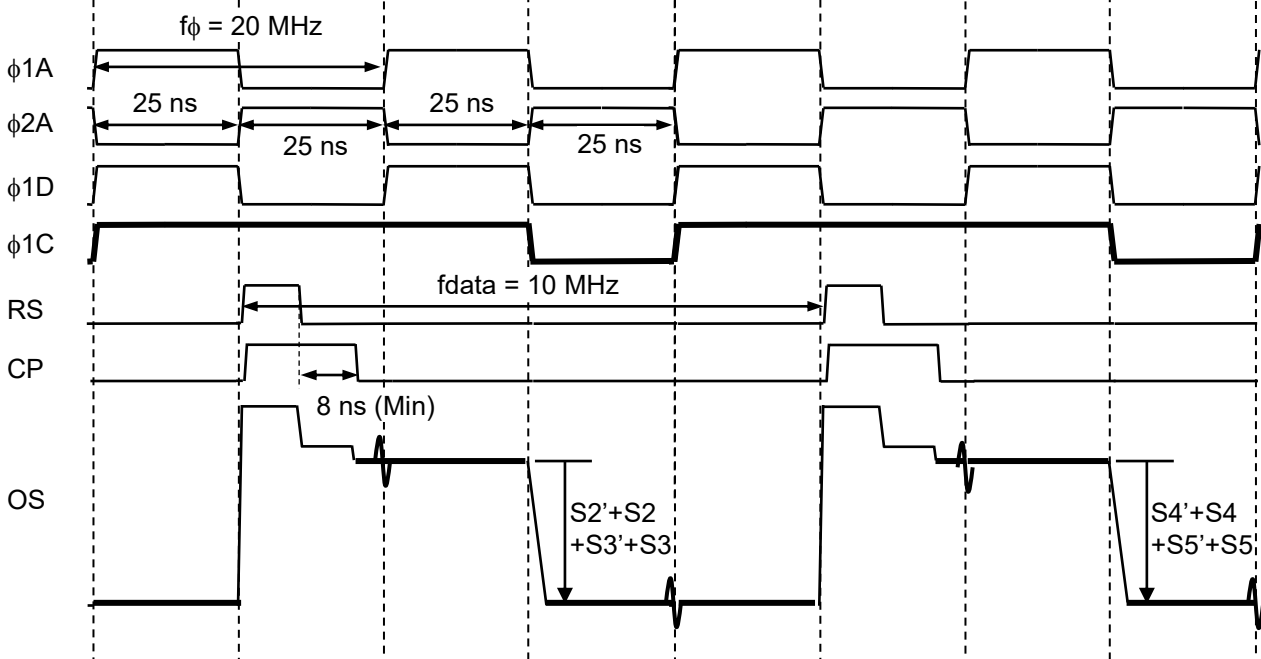 fϕ = 20 MHz
ϕ1A
25 ns
25 ns
ϕ2A
25 ns
25 ns
ϕ1D
ϕ1C
fdata = 10 MHz
RS
CP
8 ns (Min)
OS
S2’+S2
+S3’+S3
S4’+S4
+S5’+S5